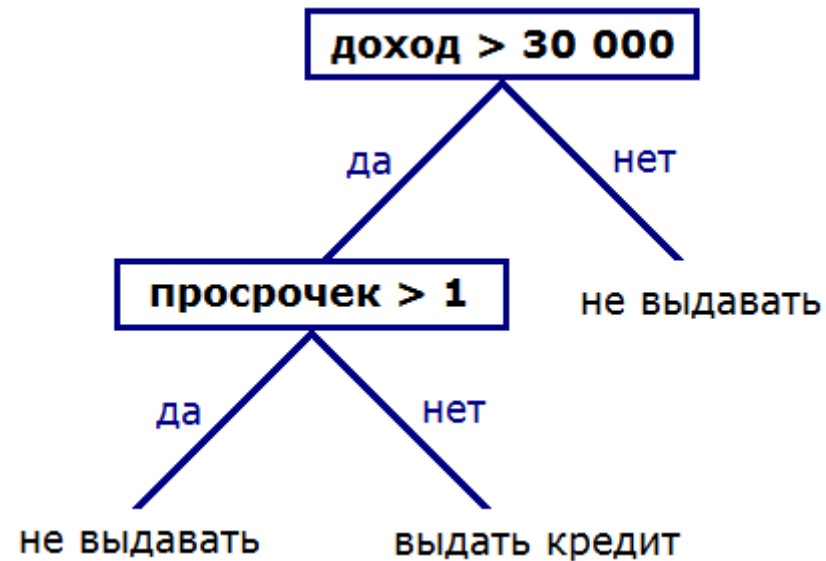 доход > 30 000
да
нет
просрочек > 1
не выдавать
да
нет
не выдавать
выдать кредит